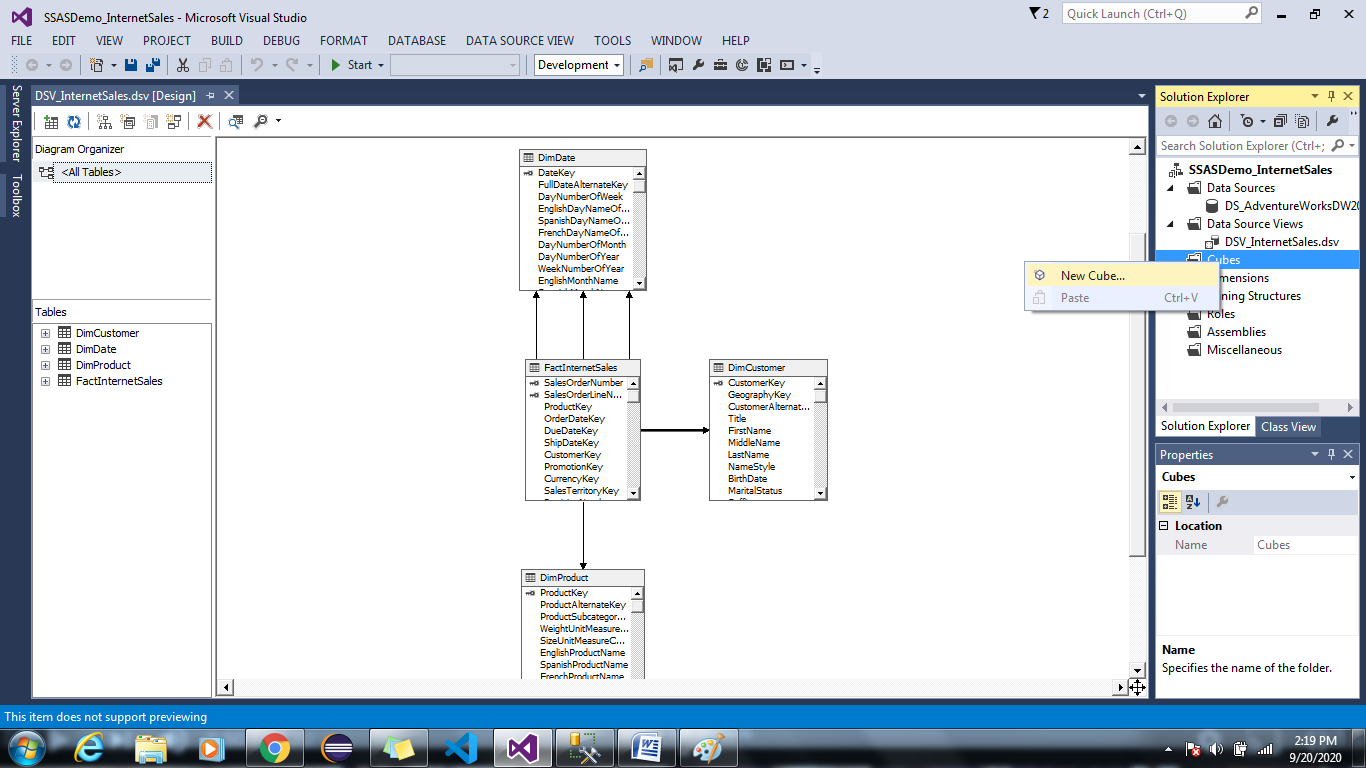 SSASDemo_InternetSales - Microsoft Visual Studio
2
Quick Launch (Ctrl+Q)
FILE EDIT VIEW PROJECT BUILD DEBUG FORMAT DATABASE DATA SOURCE VIEW TOOLS WINDOW HELP
Start
Development
Server Explorer
Toolbox
DSV_InternetSales.dsv [Design]
Diagram Organizer
<All Tables>
Tables
DimCustomer
DimDate
DimProduct
FactInternetSales
DimDate
DateKey
FullDateAlternateKey
DayNumberOfWeek
EnglishDayNameOf...
SpanishDayNameO...
FrenchDayNameOf...
DayNumberOfMonth
DayNumberOfYear
WeekNumberOfYear
EnglishMonthName
FactInternetSales
SalesOrderNumber
SalesOrderLineN...
ProductKey
OrderDateKey
DueDateKey
ShipDateKey
CustomerKey
PromotionKey
CurrencyKey
SalesTerritoryKey
DimCustomer
CustomerKey
GeographyKey
CustomerAlternat...
Title
FirstName
MiddleName
LastName
NameStyle
BirthDate
MaritalStatus
DimProduct
ProductKey
ProductAlternateKey
ProductSubcategor...
WeightUnitMeasure...
SizeUnitMeasureC...
EnglishProductName
SpanishProductName
FrenchProductName
New Cube...
Paste Ctrl+V
Solution Explorer
Search Solution Explorer (Ctrl+;
SSASDemo_InternetSales
Data Sources
DS_AdventureWorksDW20
Data Source Views
DSV_InternetSales.dsv
Cubes
imensions
ning Structures
Roles
Assemblies
Miscellaneous
Solution Explorer Class View
Properties
Cubes
Location
Name Cubes
Name
Specifies the name of the folder.
This item does not support previewing
2:19 PM
9/20/2020